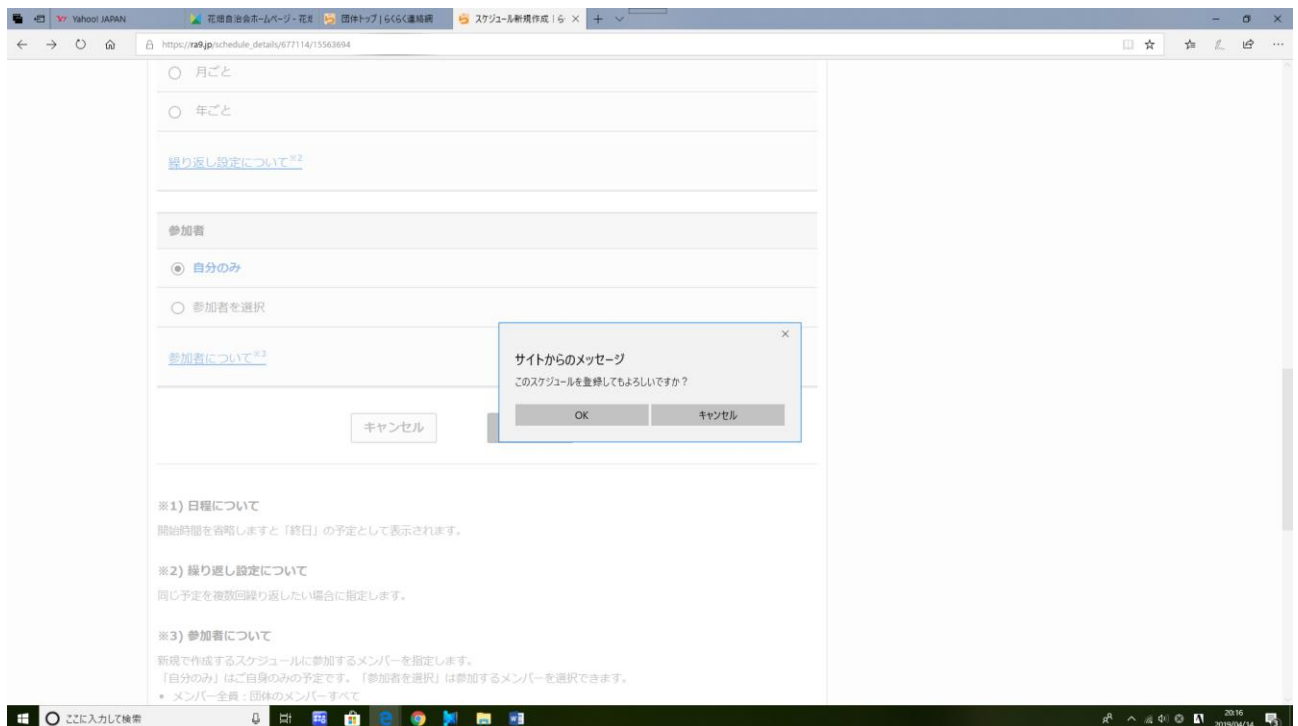 Yahoo! JAPAN
花畑自治会ホームページ - 花畑
団体トップ | らくらく連絡網
スケジュール新規作成 | ら
https://ra9.jp/schedule_details/677114/15563694
月ごと
年ごと
繰り返し設定について※2
参加者
自分のみ
参加者を選択
参加者について※3
サイトからのメッセージ
このスケジュールを登録してもよろしいですか？
OK
キャンセル
キャンセル
※1) 日程について
開始時間を省略しますと「終日」の予定として表示されます。
※2) 繰り返し設定について
同じ予定を複数回繰り返したい場合に指定します。
※3) 参加者について
新規で作成するスケジュールに参加するメンバーを指定します。
「自分のみ」はご自身のみの予定です。「参加者を選択」は参加するメンバーを選択できます。
• メンバー全員：団体のメンバーすべて
ここに入力して検索
A
20:16
2019/04/14